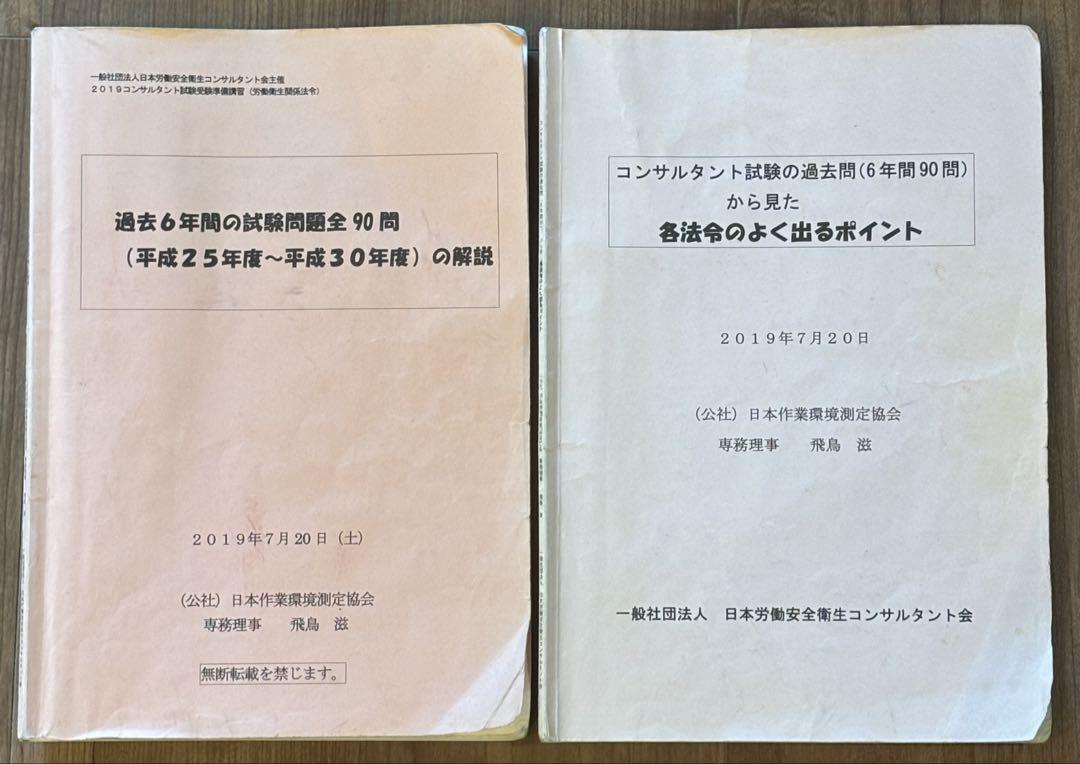 一般社団法人日本労働安全衛生コンサルタント会主催
２０１９コンサルタント試験受験準備講習（労働衛生関係法令）
過去６年間の試験問題全90問
（平成２５年度～平成３０年度）の解説
２０１９年７月20日（土）
（公社）日本作業環境測定協会
専務理事　飛鳥　滋
無断転載を禁じます。
コンサルタント試験の過去問（6年間90問）
から見た
各法令のよく出るポイント
２０１９年７月２０日
（公社）日本作業環境測定協会
専務理事　飛鳥　滋
一般社団法人　日本労働安全衛生コンサルタント会